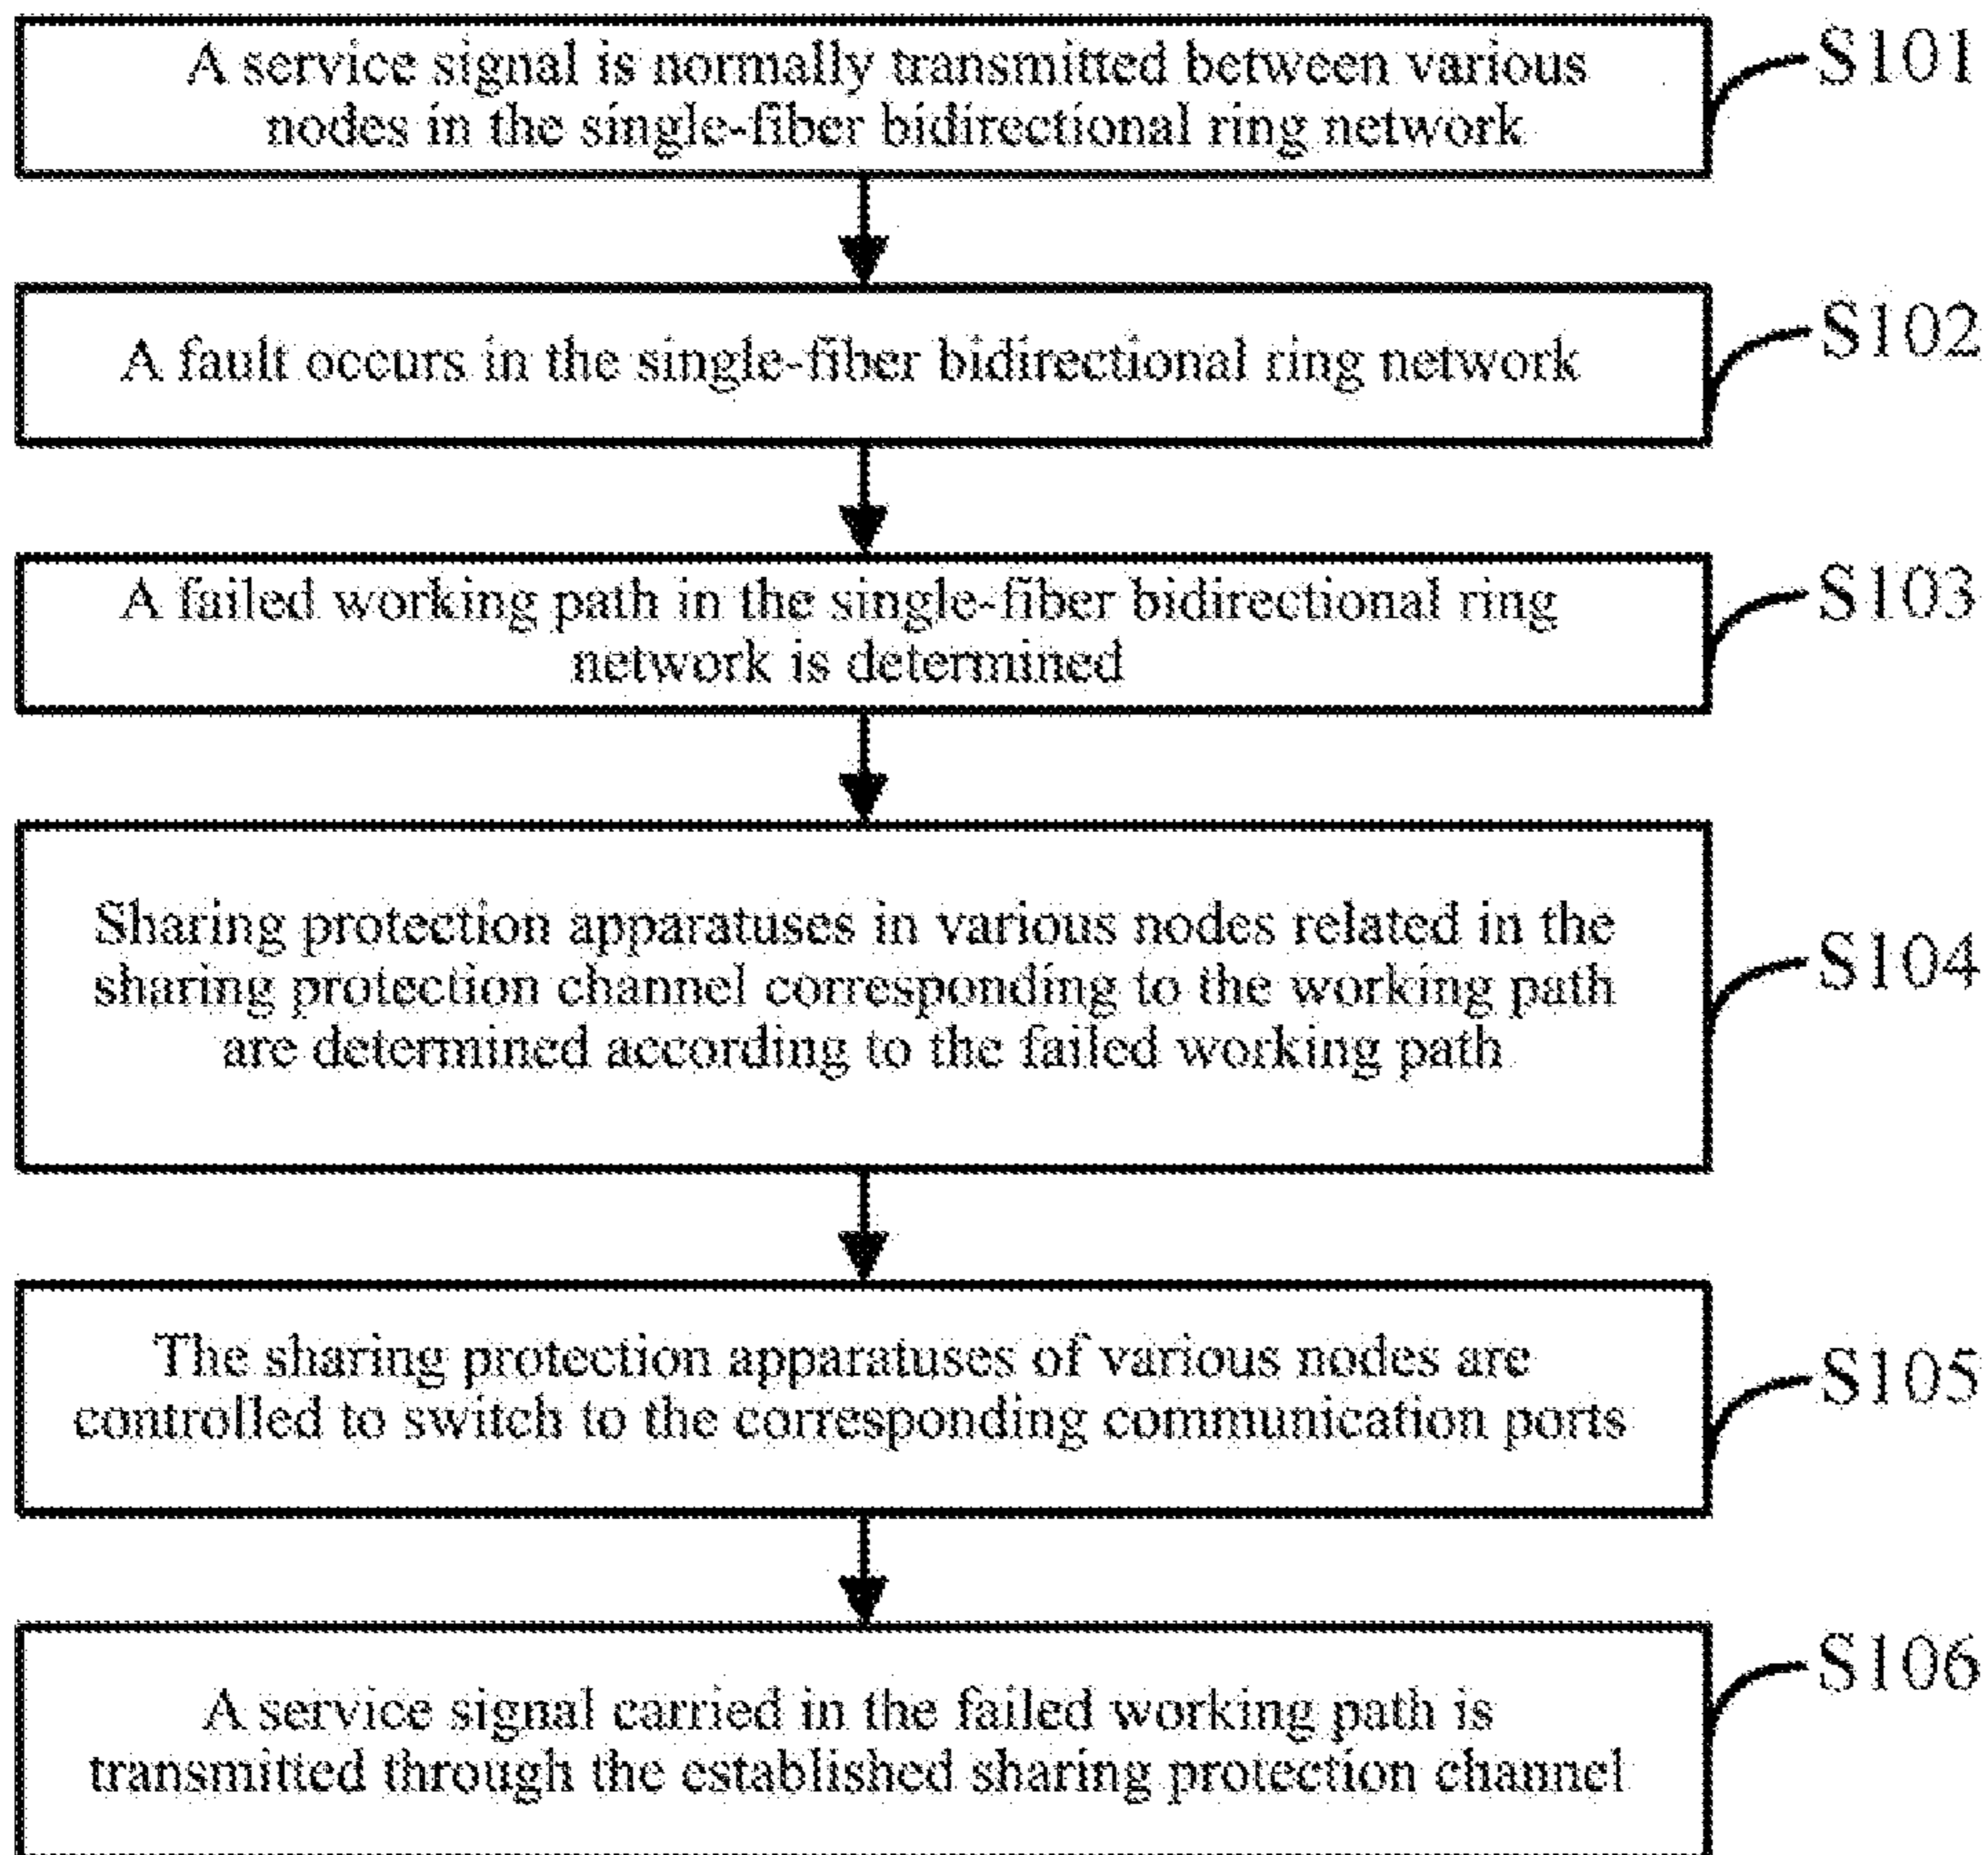 A service signal is normally transmitted between various
nodes in the single-fiber bidirectional ring network
S101
A fault occurs in the single-fiber bidirectional ring network
S102
A failed working path in the single-fiber bidirectional ring
network is determined
S103
Sharing protection apparatuses in various nodes related in the
sharing protection channel corresponding to the working path
are determined according to the failed working path
S104
The sharing protection apparatuses of various nodes are
controlled to switch to the corresponding communication ports
S105
A service signal carried in the failed working path is
transmitted through the established sharing protection channel
S106